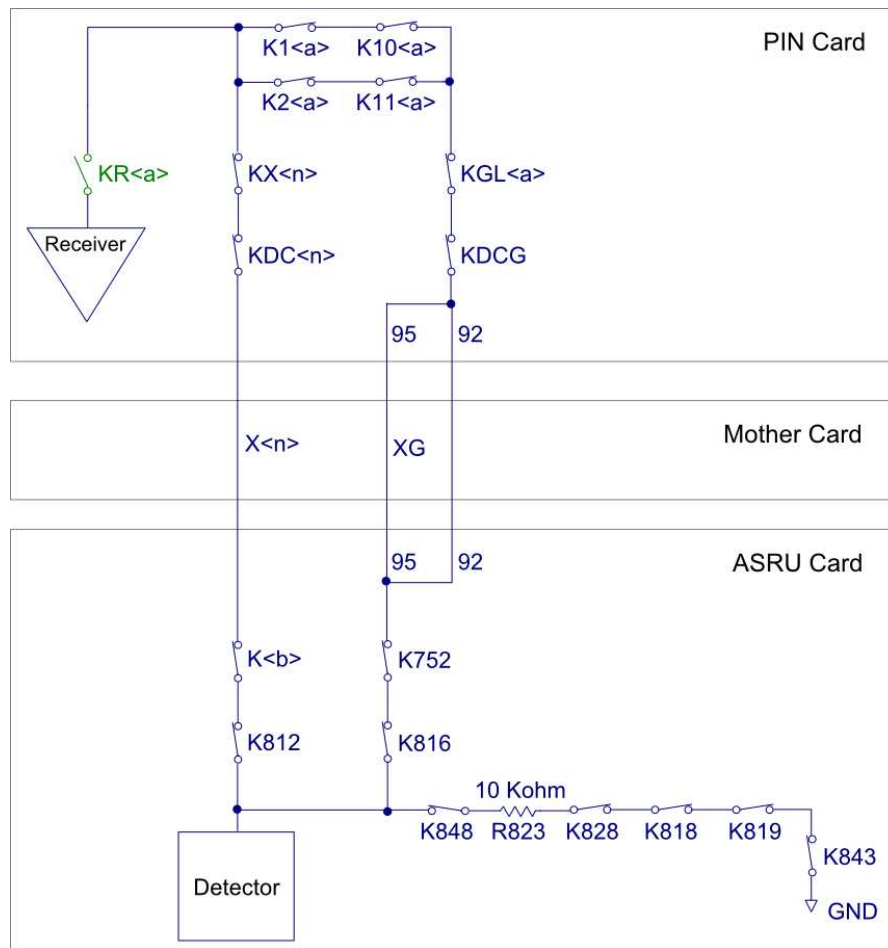 K1<a> K10<a> PIN Card
K2<a> K11<a>
KR<a> KX<n> KGL<a>
Receiver KDC<n> KDCG
95 92
Mother Card
X<n> XG
95 92 ASRU Card
K<b> K752
K812 K816
10 Kohm
K848 R823 K828 K818 K819
K843
Detector GND